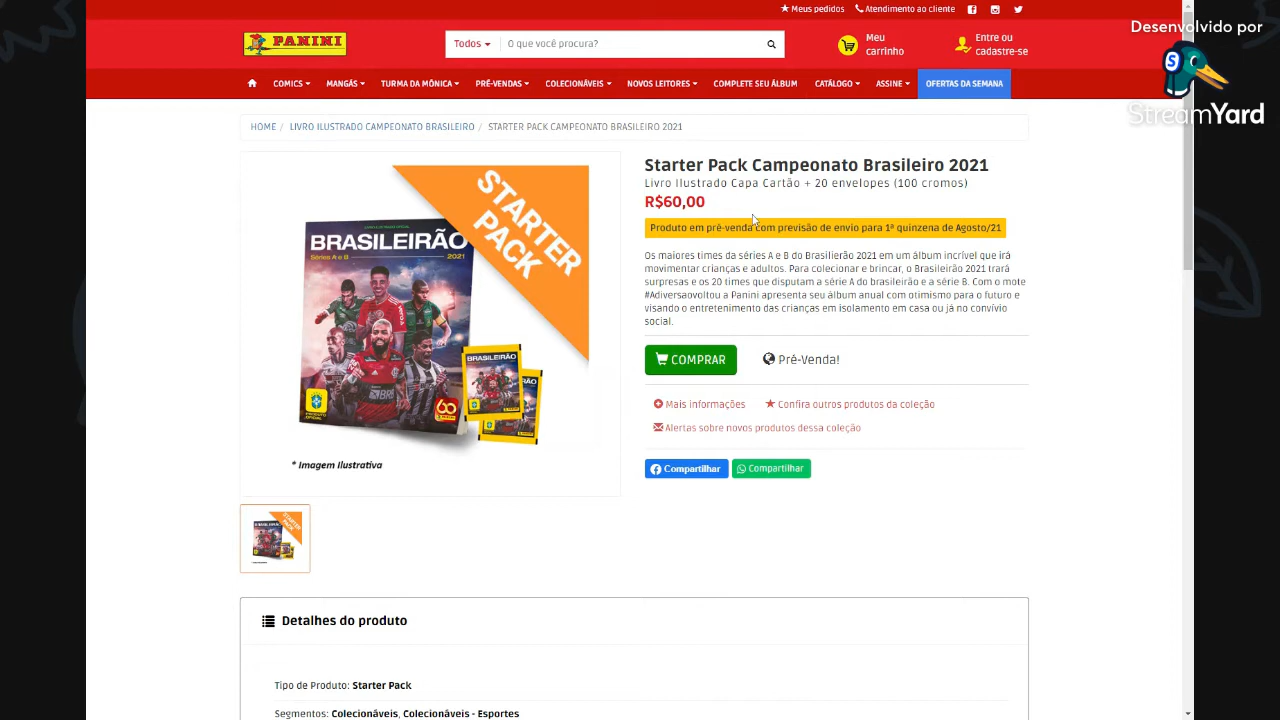 Meus pedidos Atendimento ao cliente
Desenvolvido por
StreamYard
PANINI
Todos
O que você procura?
Meu
carrinho
Entre ou
cadastre-se
COMICS MANGÁS TURMA DA MÔNICA PRÉ-VENDAS COLECIONÁVEIS NOVOS LEITORES COMPLETE SEU ÁLBUM CATÁLOGO ASSINE OFERTAS DA SEMANA
HOME / LIVRO ILUSTRADO CAMPEONATO BRASILEIRO / STARTER PACK CAMPEONATO BRASILEIRO 2021
STARTER
PACK
BRASILEIRÃO
Séries A e B 2021
BRASILEIRÃO
* Imagem Ilustrativa
Starter Pack Campeonato Brasileiro 2021
Livro Ilustrado Capa Cartão + 20 envelopes (100 cromos)
R$60,00
Produto em pré-venda com previsão de envio para 1ª quinzena de Agosto/21
Os maiores times da séries A e B do Brasilierão 2021 em um álbum incrível que irá
movimentar crianças e adultos. Para colecionar e brincar, o Brasileirão 2021 trará
surpresas e os 20 times que disputam a série A do brasileirão e a série B. Com o mote
#Adiversaovoltou a Panini apresenta seu álbum anual com otimismo para o futuro e
visando o entretenimento das crianças em isolamento em casa ou já no convívio
social.
COMPRAR
Pré-Venda!
Mais informações
Confira outros produtos da coleção
Alertas sobre novos produtos dessa coleção
Compartilhar
Compartilhar
STARTER
PACK
Detalhes do produto
Tipo de Produto: Starter Pack
Segmentos: Colecionáveis, Colecionáveis - Esportes